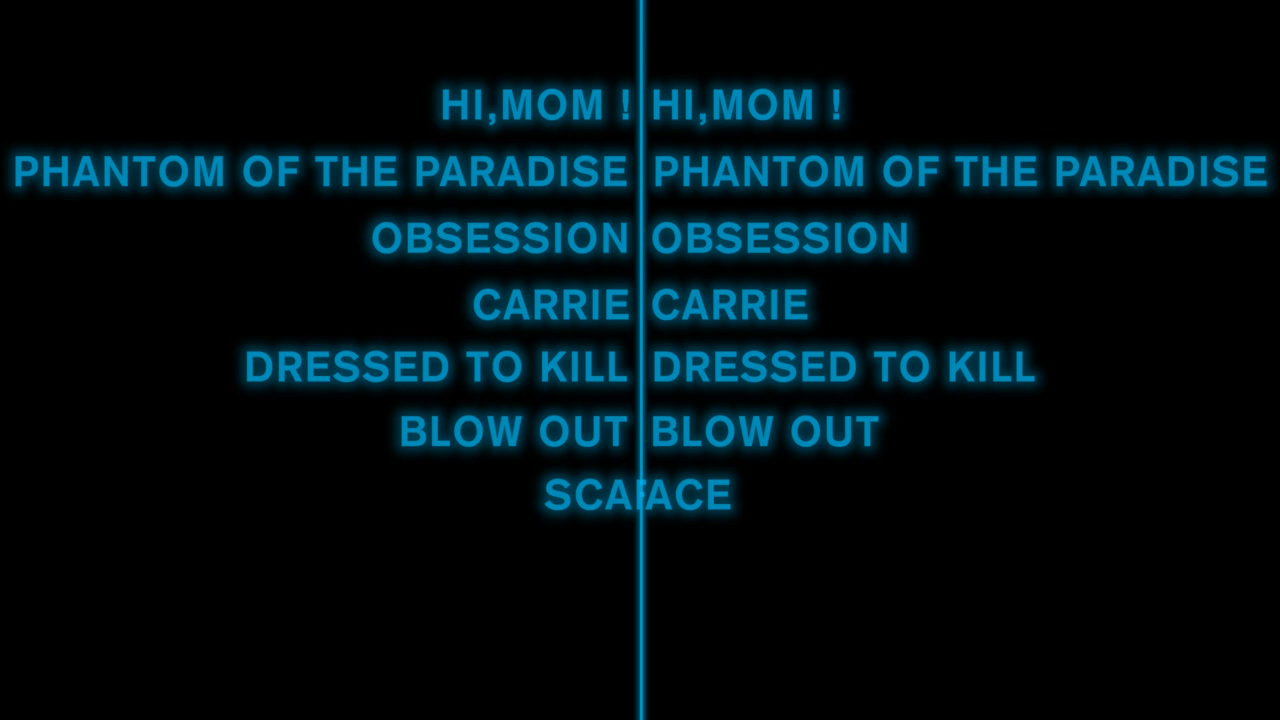 HI,MOM ! HI,MOM !
PHANTOM OF THE PARADISE PHANTOM OF THE PARADISE
OBSESSION OBSESSION
CARRIE CARRIE
DRESSED TO KILL DRESSED TO KILL
BLOW OUT BLOW OUT
SCAFACE